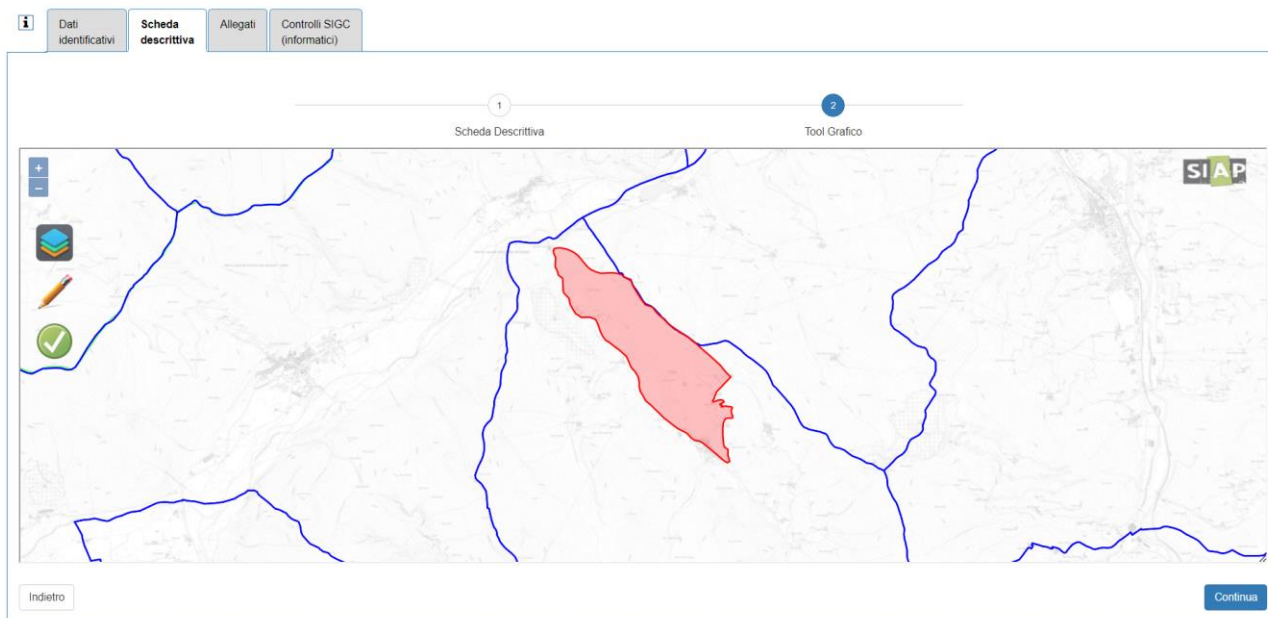 i
Dati
identificativi
Scheda
descrittiva
Allegati
Controlli SIGC
(informatici)
1
2
Scheda Descrittiva
Tool Grafico
+
−
SIAP
Indietro
Continua